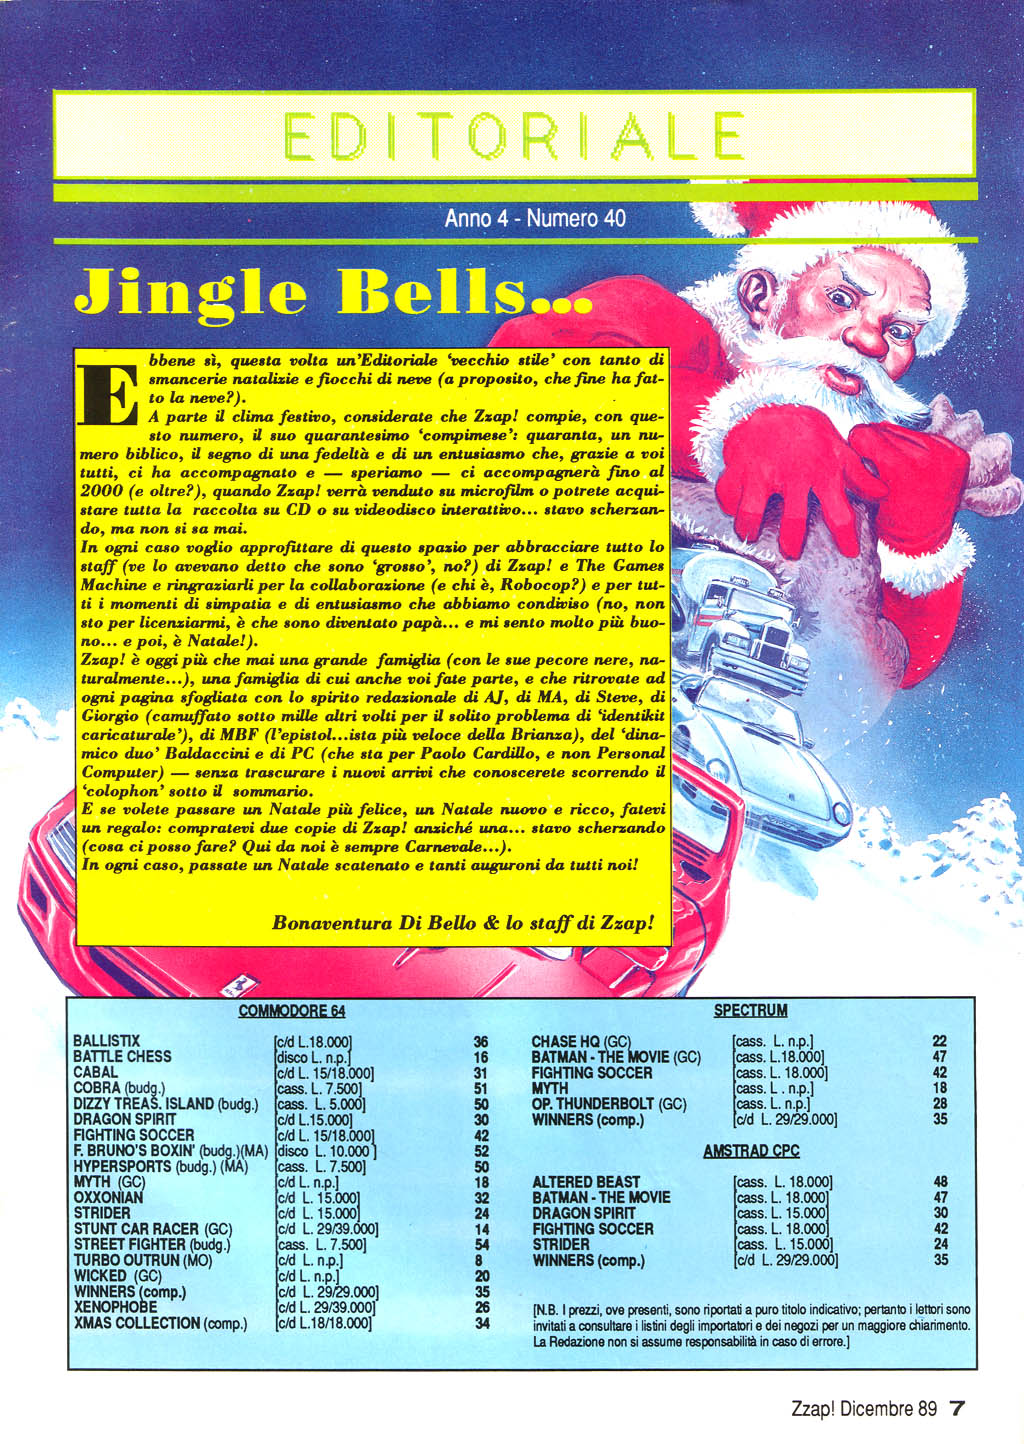 EDITORIALE
Anno 4 - Numero 40
Jingle Bells...
Ebbene sì, questa volta un'Editoriale 'vecchio stile' con tanto di
smancerie natalizie e fiocchi di neve (a proposito, che fine ha fat-
to la neve?).
A parte il clima festivo, considerate che Zzap! compie, con que-
sto numero, il suo quarantesimo 'compimese': quaranta, un nu-
mero biblico, il segno di una fedeltà e di un entusiasmo che, grazie a voi
tutti, ci ha accompagnato e — speriamo — ci accompagnerà fino al
2000 (e oltre?), quando Zzap! verrà venduto su microfilm o potrete acqui-
stare tutta la raccolta su CD o su videodisco interattivo... stavo scherzan-
do, ma non si sa mai.
In ogni caso voglio approfittare di questo spazio per abbracciare tutto lo
staff (ve lo avevano detto che sono 'grosso', no?) di Zzap! e The Games
Machine e ringraziarli per la collaborazione (e chi è, Robocop?) e per tut-
ti i momenti di simpatia e di entusiasmo che abbiamo condiviso (no, non
sto per licenziarmi, è che sono diventato papà... e mi sento molto più buo-
no... e poi, è Natale!).
Zzap! è oggi più che mai una grande famiglia (con le sue pecore nere, na-
turalmente...), una famiglia di cui anche voi fate parte, e che ritrovate ad
ogni pagina sfogliata con lo spirito redazionale di AJ, di MA, di Steve, di
Giorgio (camuffato sotto mille altri volti per il solito problema di 'identikit
caricaturale'), di MBF (l'epistol...ista più veloce della Brianza), del 'dina-
mico duo' Baldaccini e di PC (che sta per Paolo Cardillo, e non Personal
Computer) — senza trascurare i nuovi arrivi che conoscerete scorrendo il
'colophon' sotto il sommario.
E se volete passare un Natale più felice, un Natale nuovo e ricco, fatevi
un regalo: compratevi due copie di Zzap! anziché una... stavo scherzando
(cosa ci posso fare? Qui da noi è sempre Carnevale...).
In ogni caso, passate un Natale scatenato e tanti auguroni da tutti noi!
Bonaventura Di Bello & lo staff di Zzap!
COMMODORE 64
BALLISTIX [c/d L.18.000] 36
BATTLE CHESS [disco L. n.p.] 16
CABAL [c/d L. 15/18.000] 31
COBRA (budg.) [cass. L. 7.500] 51
DIZZY TREAS. ISLAND (budg.) [cass. L. 5.000] 50
DRAGON SPIRIT [c/d L.15.000] 30
FIGHTING SOCCER [c/d L. 15/18.000] 42
F. BRUNO'S BOXIN' (budg.)(MA) [disco L. 10.000 ] 52
HYPERSPORTS (budg.) (MA) [cass. L. 7.500] 50
MYTH (GC) [c/d L. n.p.] 18
OXXONIAN [c/d L. 15.000] 32
STRIDER [c/d L. 15.000] 24
STUNT CAR RACER (GC) [c/d L. 29/39.000] 14
STREET FIGHTER (budg.) [cass. L. 7.500] 54
TURBO OUTRUN (MO) [c/d L. n.p.] 8
WICKED (GC) [c/d L. n.p.] 20
WINNERS (comp.) [c/d L. 29/29.000] 35
XENOPHOBE [c/d L. 29/39.000] 26
XMAS COLLECTION (comp.) [c/d L.18/18.000] 34
SPECTRUM
CHASE HQ (GC) [cass. L. n.p.] 22
BATMAN - THE MOVIE (GC) [cass. L.18.000] 47
FIGHTING SOCCER [cass. L. 18.000] 42
MYTH [cass. L . n.p.] 18
OP. THUNDERBOLT (GC) [cass. L. n.p.] 28
WINNERS (comp.) [c/d L. 29/29.000] 35
AMSTRAD CPC
ALTERED BEAST [cass. L. 18.000] 48
BATMAN - THE MOVIE [cass. L. 18.000] 47
DRAGON SPIRIT [cass. L. 15.000] 30
FIGHTING SOCCER [cass. L. 18.000] 42
STRIDER [cass. L. 15.000] 24
WINNERS (comp.) [c/d L. 29/29.000] 35
[N.B. I prezzi, ove presenti, sono riportati a puro titolo indicativo; pertanto i lettori sono
invitati a consultare i listini degli importatori e dei negozi per un maggiore chiarimento.
La Redazione non si assume responsabilità in caso di errore.]
Zzap! Dicembre 89 7